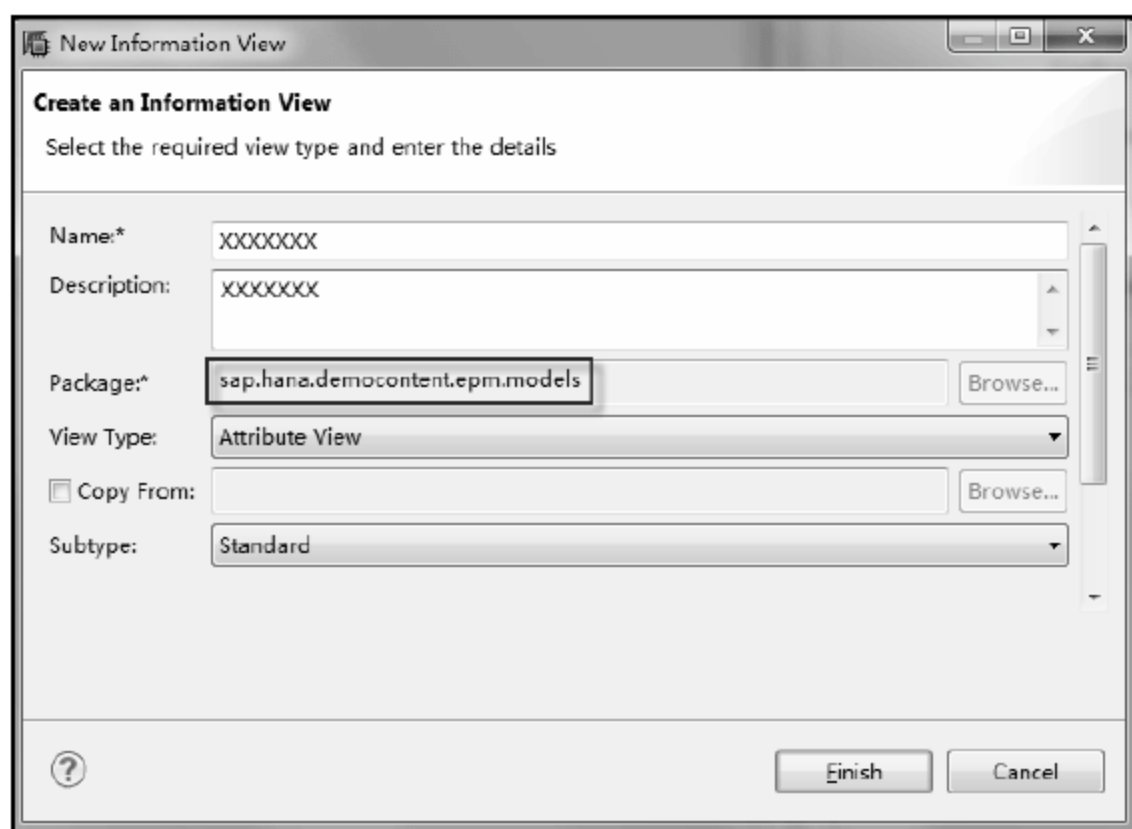 New Information View
Create an Information View
Select the required view type and enter the details
Name:* XXXXXXX
Description: XXXXXXX
Package:* sap.hana.democontent.epm.models Browse...
View Type: Attribute View
Copy From: Browse...
Subtype: Standard
? Finish Cancel